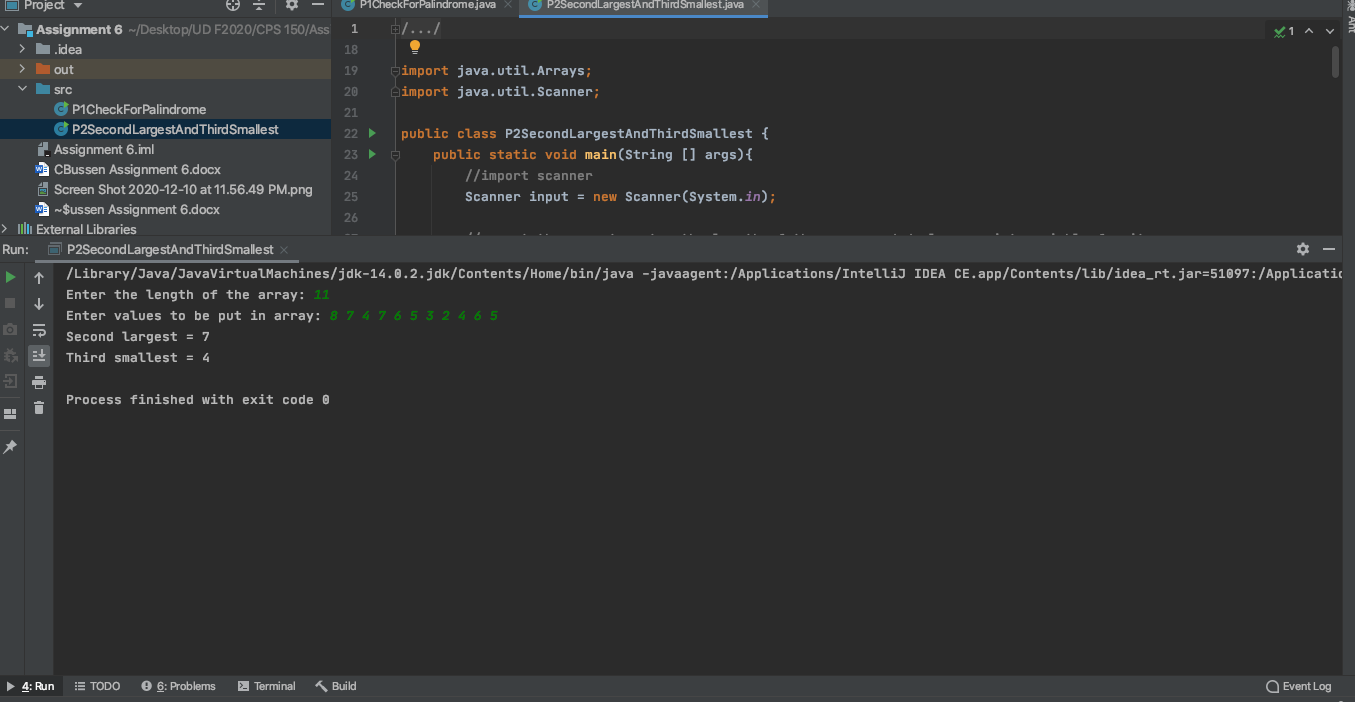 Project
P1CheckForPalindrome.java
P2SecondLargestAndThirdSmallest.java
Assignment 6 ~/Desktop/UD F2020/CPS 150/Ass
.idea
out
src
P1CheckForPalindrome
P2SecondLargestAndThirdSmallest
Assignment 6.iml
CBussen Assignment 6.docx
Screen Shot 2020-12-10 at 11.56.49 PM.png
~$ussen Assignment 6.docx
External Libraries
1 /.../
18
19 import java.util.Arrays;
20 import java.util.Scanner;
21
22 public class P2SecondLargestAndThirdSmallest {
23 public static void main(String [] args){
24 //import scanner
25 Scanner input = new Scanner(System.in);
26
1
Ant
Run: P2SecondLargestAndThirdSmallest
/Library/Java/JavaVirtualMachines/jdk-14.0.2.jdk/Contents/Home/bin/java -javaagent:/Applications/IntelliJ IDEA CE.app/Contents/lib/idea_rt.jar=51097:/Applicatio
Enter the length of the array: 11
Enter values to be put in array: 8 7 4 7 6 5 3 2 4 6 5
Second largest = 7
Third smallest = 4
Process finished with exit code 0
4: Run TODO 6: Problems Terminal Build Event Log